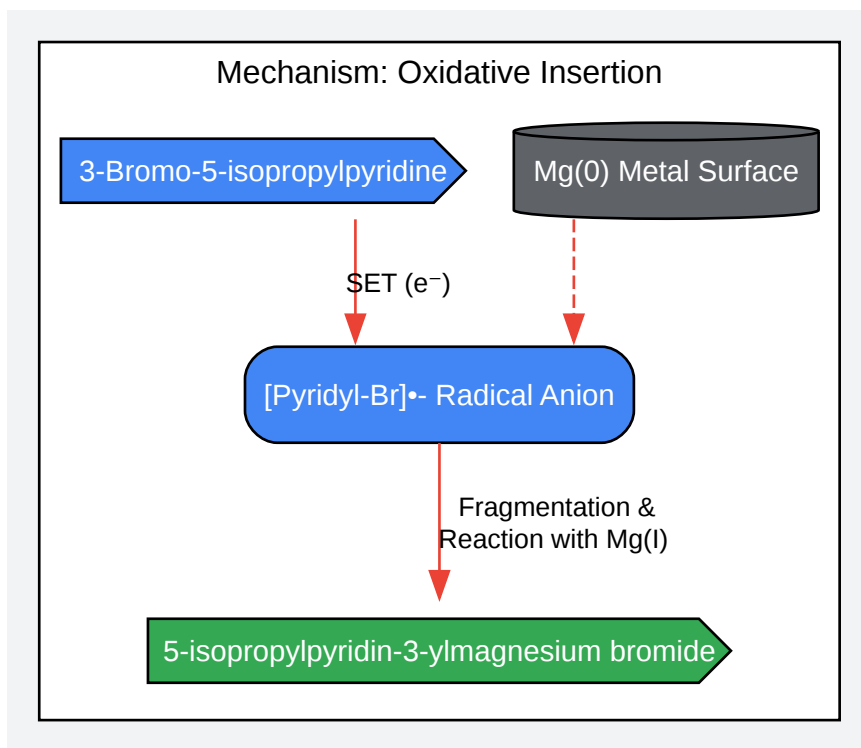 Mechanism: Oxidative Insertion
3-Bromo-5-isopropylpyridine
Mg(0) Metal Surface
SET (e⁻)
[Pyridyl-Br]•- Radical Anion
Fragmentation &
Reaction with Mg(I)
5-isopropylpyridin-3-ylmagnesium bromide